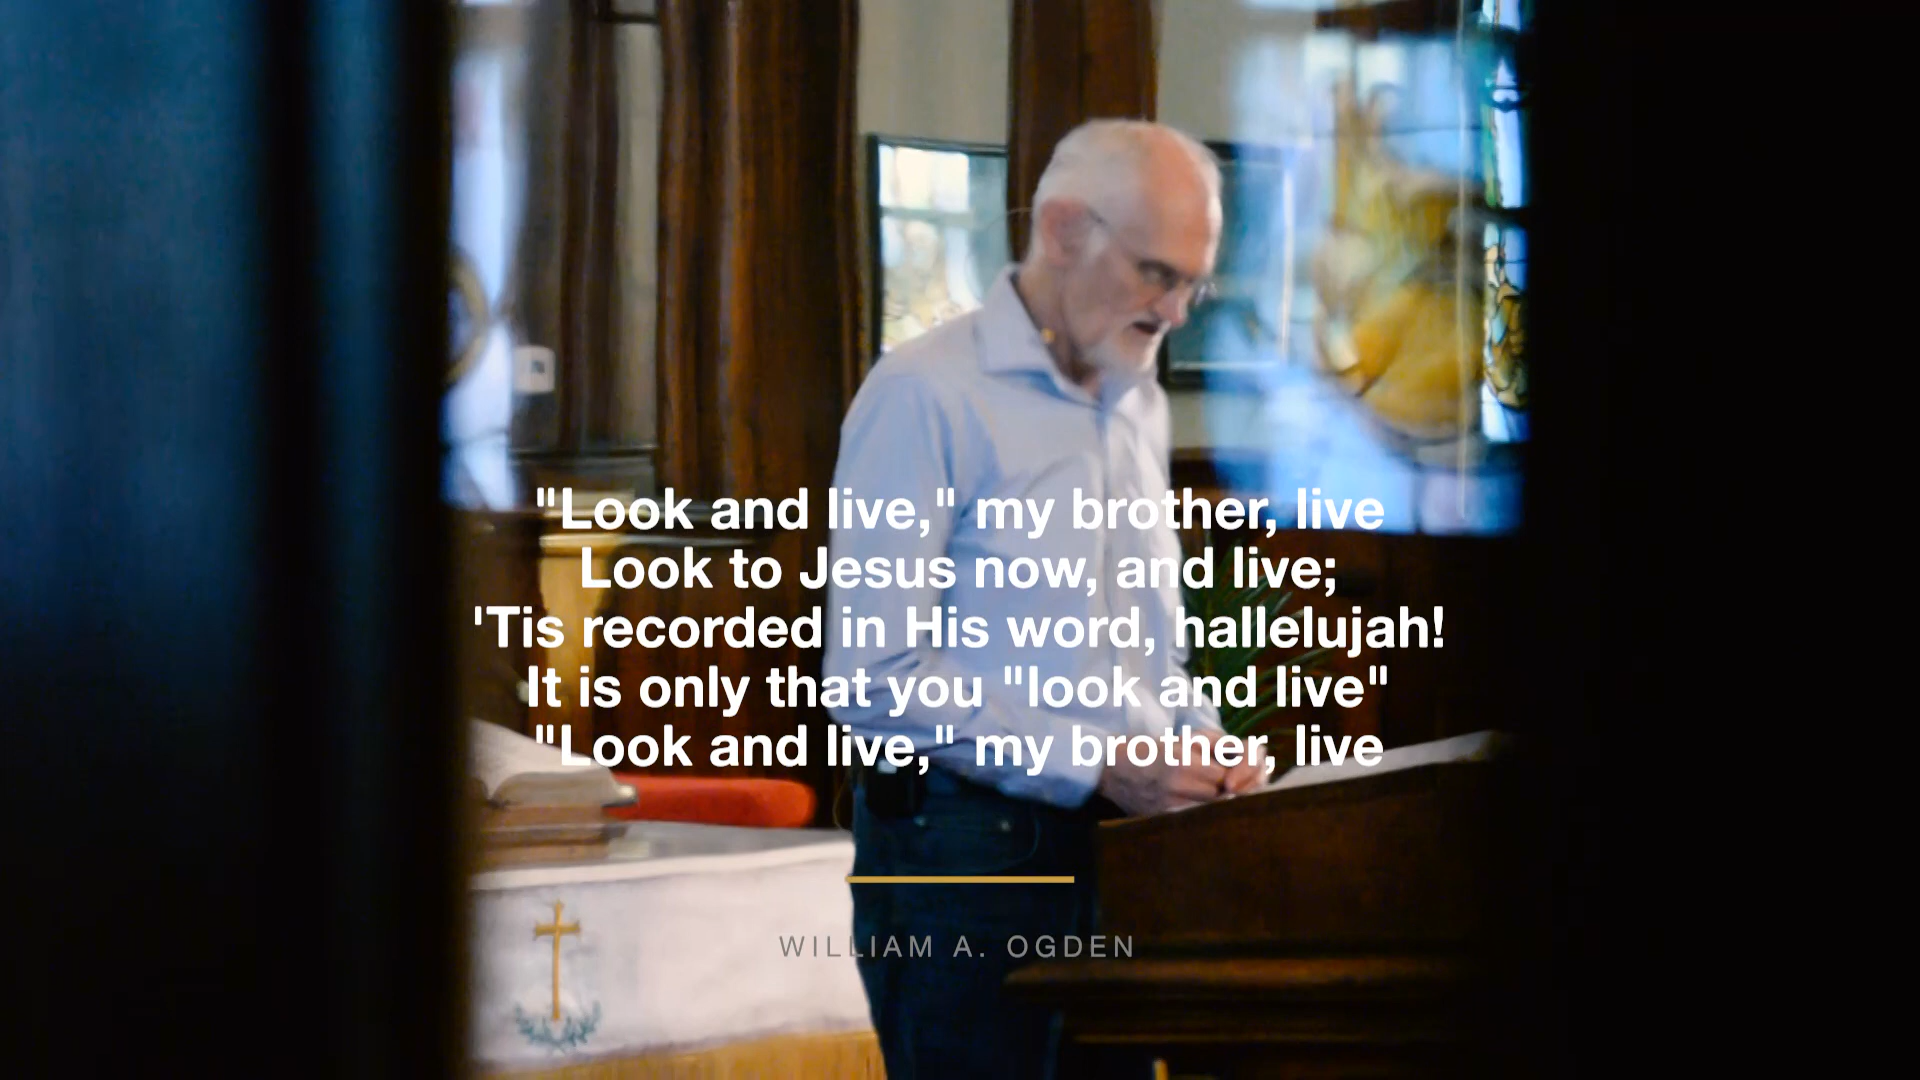 "Look and live," my brother, live
Look to Jesus now, and live;
'Tis recorded in His word, hallelujah!
It is only that you "look and live"
"Look and live," my brother, live
WILLIAM A. OGDEN